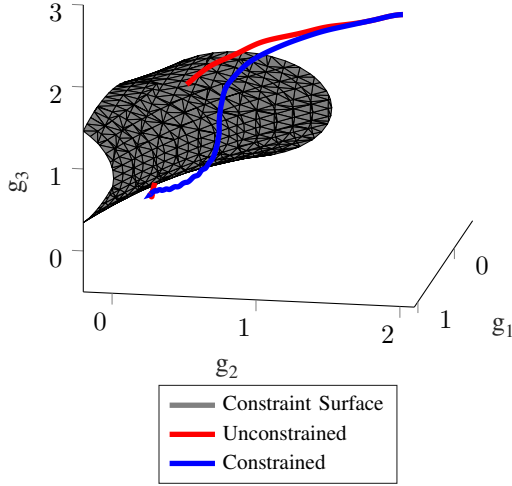 3
2
1
0
g3
0
1
2
g2
1
0
g1
Constraint Surface
Unconstrained
Constrained